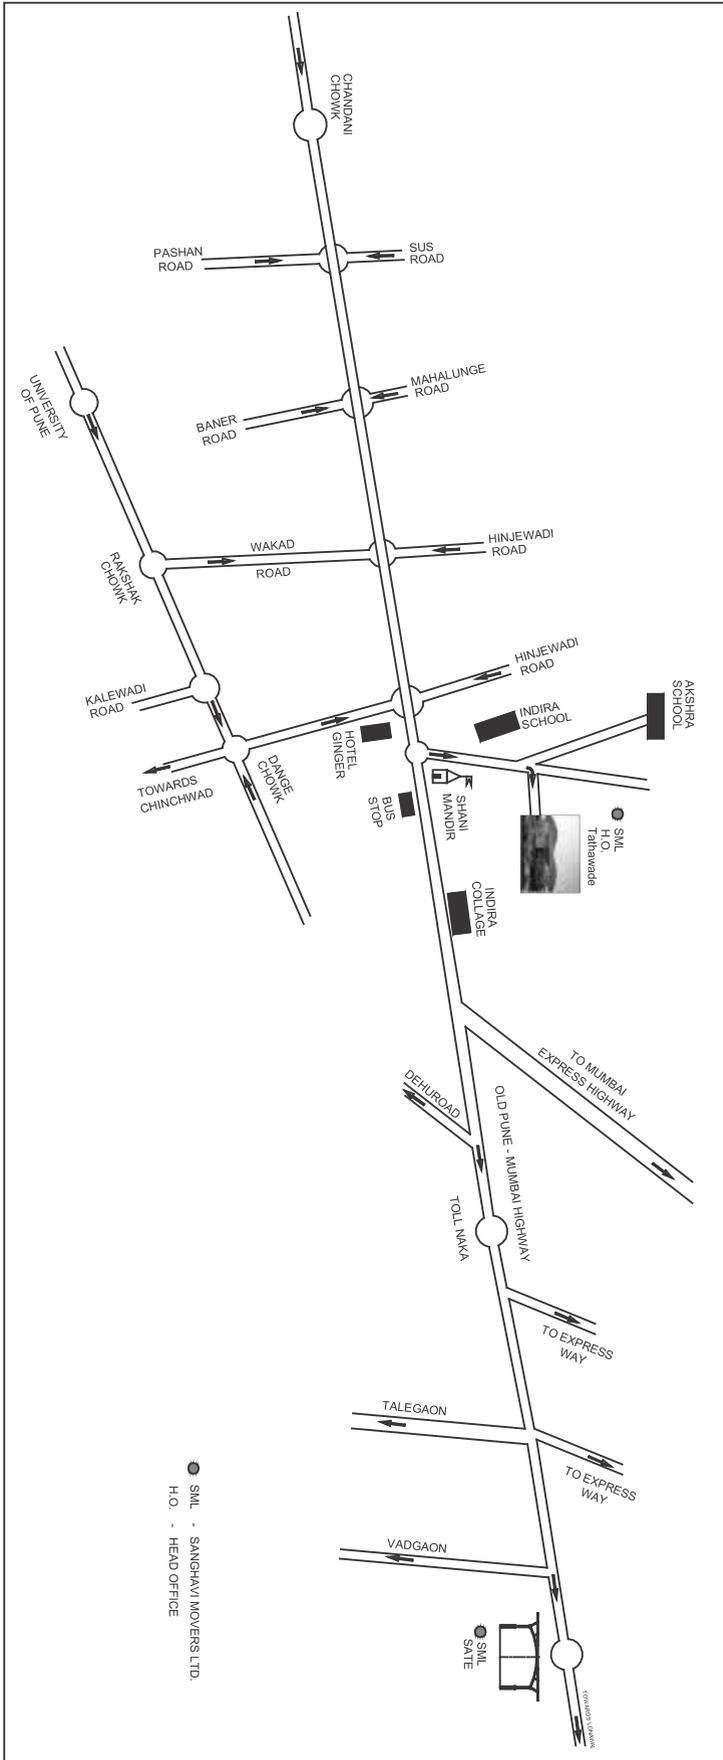 CHANDANI
CHOWK
PASHAN
ROAD
SUS
ROAD
MAHALUNGE
ROAD
BANER
ROAD
UNIVERSITY
OF PUNE
WAKAD
ROAD
HINJEWADI
ROAD
RAKSHAK
CHOWK
KALEWADI
ROAD
HINJEWADI
ROAD
AKSHRA
SCHOOL
INDIRA
SCHOOL
HOTEL
GINGER
DANGE
CHOWK
TOWARDS
CHINCHWAD
BUS
STOP
SHANI
MANDIR
SML
H.O.
Tathawade
INDIRA
COLLAGE
TO MUMBAI
EXPRESS HIGHWAY
DEHUROAD
OLD PUNE - MUMBAI HIGHWAY
TOLL NAKA
TO EXPRESS
WAY
TALEGAON
TO EXPRESS
WAY
VADGAON
SML
SATE
SML - SANGHAVI MOVERS LTD.
H.O. - HEAD OFFICE
TOWARDS